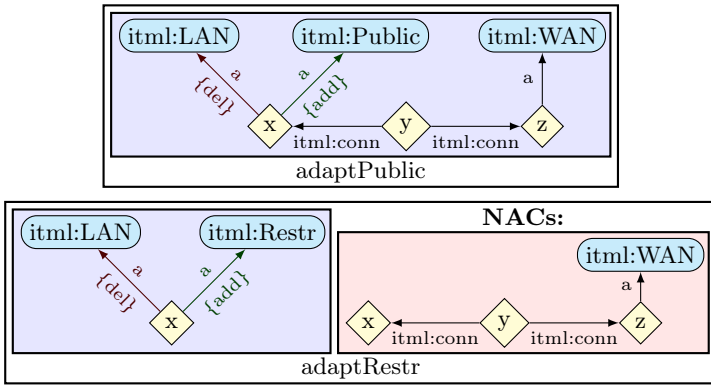 itml:LAN itml:Public itml:WAN
a a a
{del} {add}
x y z
itml:conn itml:conn
adaptPublic
NACs:
itml:LAN itml:Restr itml:WAN
a a a
{del} {add}
x x y z
itml:conn itml:conn
adaptRestr